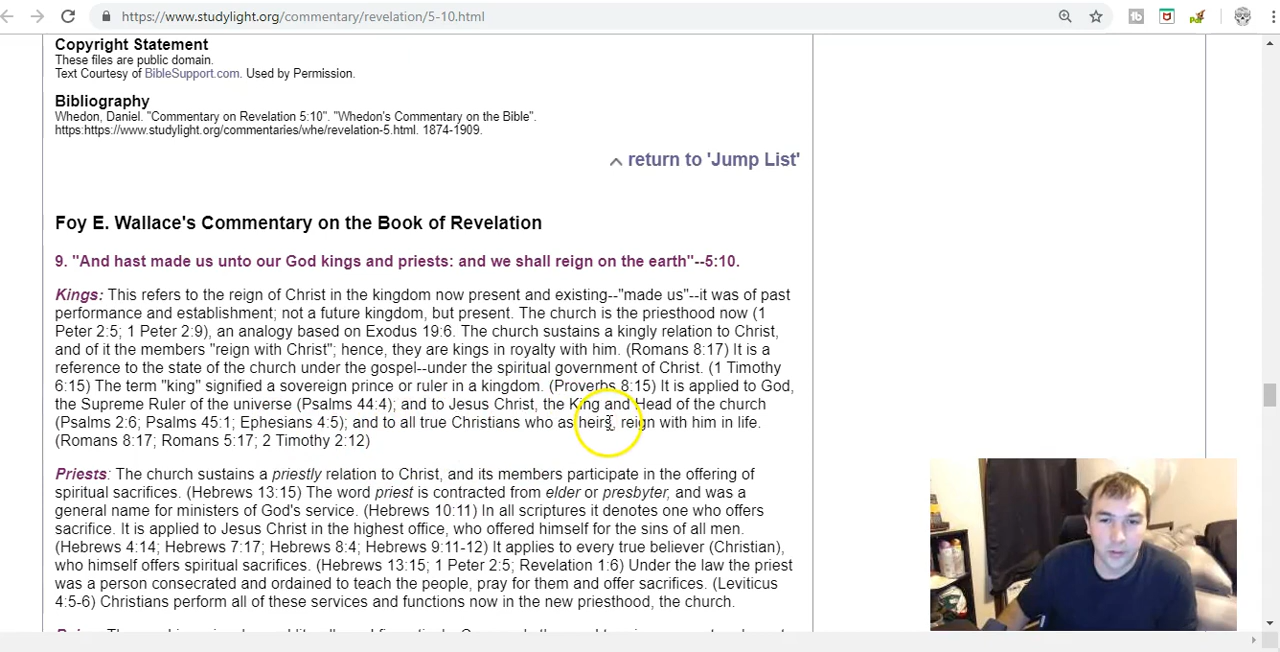 https://www.studylight.org/commentary/revelation/5-10.html
Copyright Statement
These files are public domain.
Text Courtesy of BibleSupport.com. Used by Permission.
Bibliography
Whedon, Daniel. "Commentary on Revelation 5:10". "Whedon's Commentary on the Bible".
https:https://www.studylight.org/commentaries/whe/revelation-5.html. 1874-1909.
return to 'Jump List'
Foy E. Wallace's Commentary on the Book of Revelation
9. "And hast made us unto our God kings and priests: and we shall reign on the earth"--5:10.
Kings: This refers to the reign of Christ in the kingdom now present and existing--"made us"--it was of past
performance and establishment; not a future kingdom, but present. The church is the priesthood now (1
Peter 2:5; 1 Peter 2:9), an analogy based on Exodus 19:6. The church sustains a kingly relation to Christ,
and of it the members "reign with Christ"; hence, they are kings in royalty with him. (Romans 8:17) It is a
reference to the state of the church under the gospel--under the spiritual government of Christ. (1 Timothy
6:15) The term "king" signified a sovereign prince or ruler in a kingdom. (Proverbs 8:15) It is applied to God,
the Supreme Ruler of the universe (Psalms 44:4); and to Jesus Christ, the King and Head of the church
(Psalms 2:6; Psalms 45:1; Ephesians 4:5); and to all true Christians who as heirs, reign with him in life.
(Romans 8:17; Romans 5:17; 2 Timothy 2:12)
Priests: The church sustains a priestly relation to Christ, and its members participate in the offering of
spiritual sacrifices. (Hebrews 13:15) The word priest is contracted from elder or presbyter, and was a
general name for ministers of God's service. (Hebrews 10:11) In all scriptures it denotes one who offers
sacrifice. It is applied to Jesus Christ in the highest office, who offered himself for the sins of all men.
(Hebrews 4:14; Hebrews 7:17; Hebrews 8:4; Hebrews 9:11-12) It applies to every true believer (Christian),
who himself offers spiritual sacrifices. (Hebrews 13:15; 1 Peter 2:5; Revelation 1:6) Under the law the priest
was a person consecrated and ordained to teach the people, pray for them and offer sacrifices. (Leviticus
4:5-6) Christians perform all of these services and functions now in the new priesthood, the church.